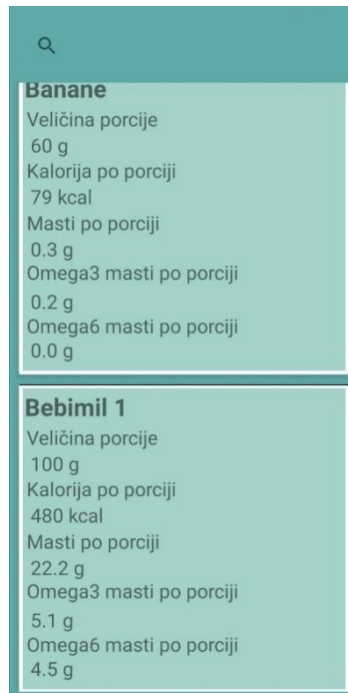 Banane
Veličina porcije
60 g
Kalorija po porciji
79 kcal
Masti po porciji
0.3 g
Omega3 masti po porciji
0.2 g
Omega6 masti po porciji
0.0 g
Bebimil 1
Veličina porcije
100 g
Kalorija po porciji
480 kcal
Masti po porciji
22.2 g
Omega3 masti po porciji
5.1 g
Omega6 masti po porciji
4.5 g